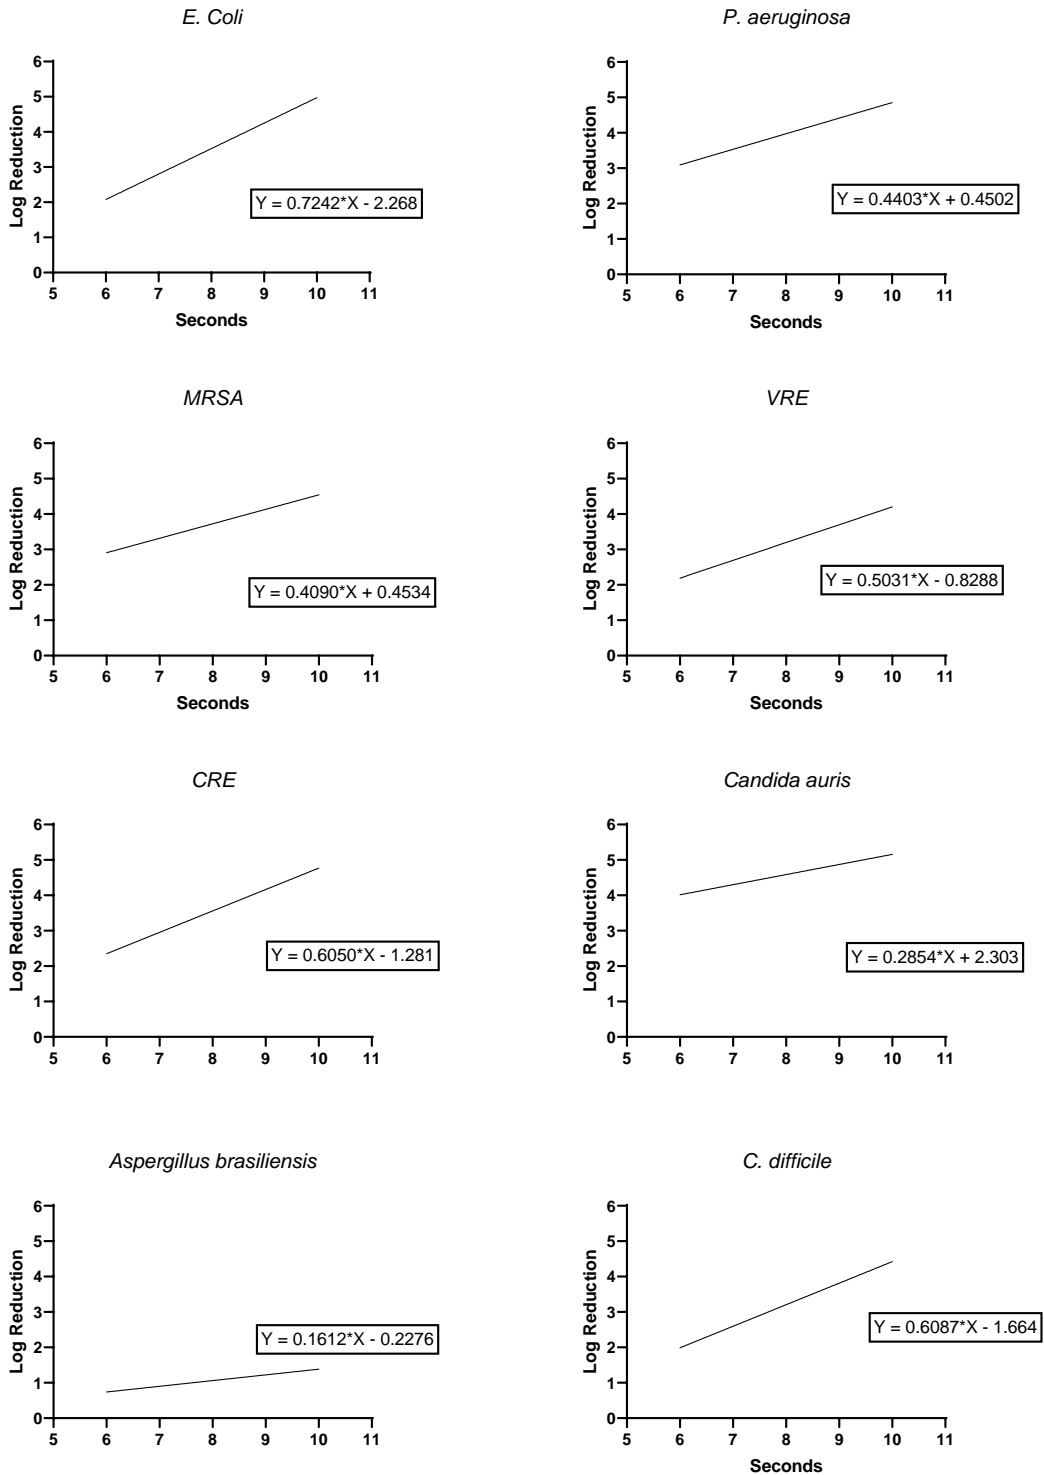 E. Coli
6
5
4
3
2
1
0
Log Reduction
Y = 0.7242*X - 2.268
5 6 7 8 9 10 11
Seconds
P. aeruginosa
6
5
4
3
2
1
0
Log Reduction
Y = 0.4403*X + 0.4502
5 6 7 8 9 10 11
Seconds
MRSA
6
5
4
3
2
1
0
Log Reduction
Y = 0.4090*X + 0.4534
5 6 7 8 9 10 11
Seconds
VRE
6
5
4
3
2
1
0
Log Reduction
Y = 0.5031*X - 0.8288
5 6 7 8 9 10 11
Seconds
CRE
6
5
4
3
2
1
0
Log Reduction
Y = 0.6050*X - 1.281
5 6 7 8 9 10 11
Candida auris
6
5
4
3
2
1
0
Log Reduction
Y = 0.2854*X + 2.303
5 6 7 8 9 10 11
Aspergillus brasiliensis
6
5
4
3
2
1
0
Log Reduction
Y = 0.1612*X - 0.2276
5 6 7 8 9 10 11
C. difficile
6
5
4
3
2
1
0
Log Reduction
Y = 0.6087*X - 1.664
5 6 7 8 9 10 11
Seconds